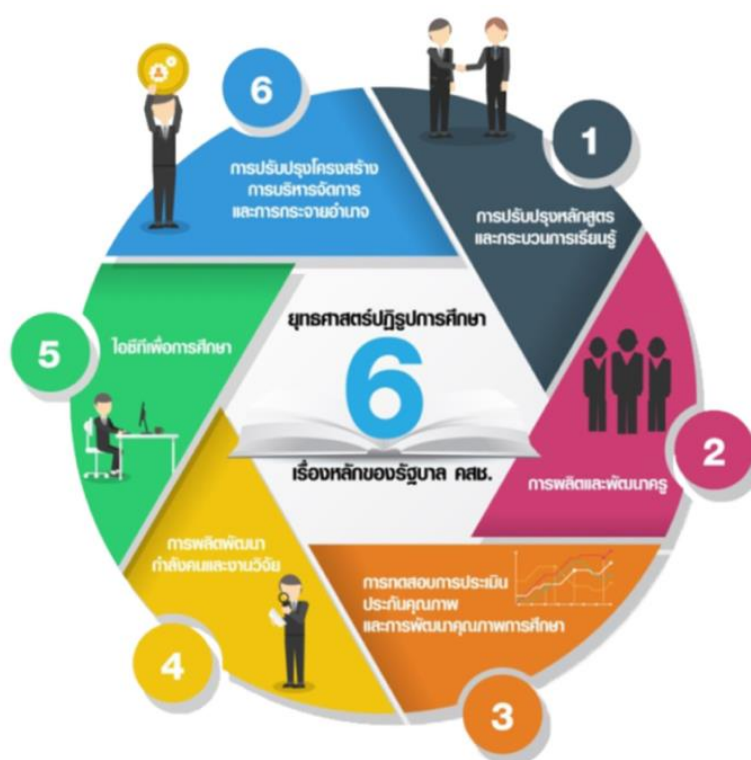 ยุทธศาสตร์ปฏิรูปการศึกษา
6
เรื่องหลักของรัฐบาล คสช.
1
การปรับปรุงหลักสูตร
และกระบวนการเรียนรู้
2
การผลิตและพัฒนาครู
3
การทดสอบการประเมิน
ประกันคุณภาพ
และการพัฒนาคุณภาพการศึกษา
4
การผลิตพัฒนา
กำลังคนและงานวิจัย
5
ไอซีทีเพื่อการศึกษา
6
การปรับปรุงโครงสร้าง
การบริหารจัดการ
และการกระจายอำนาจ